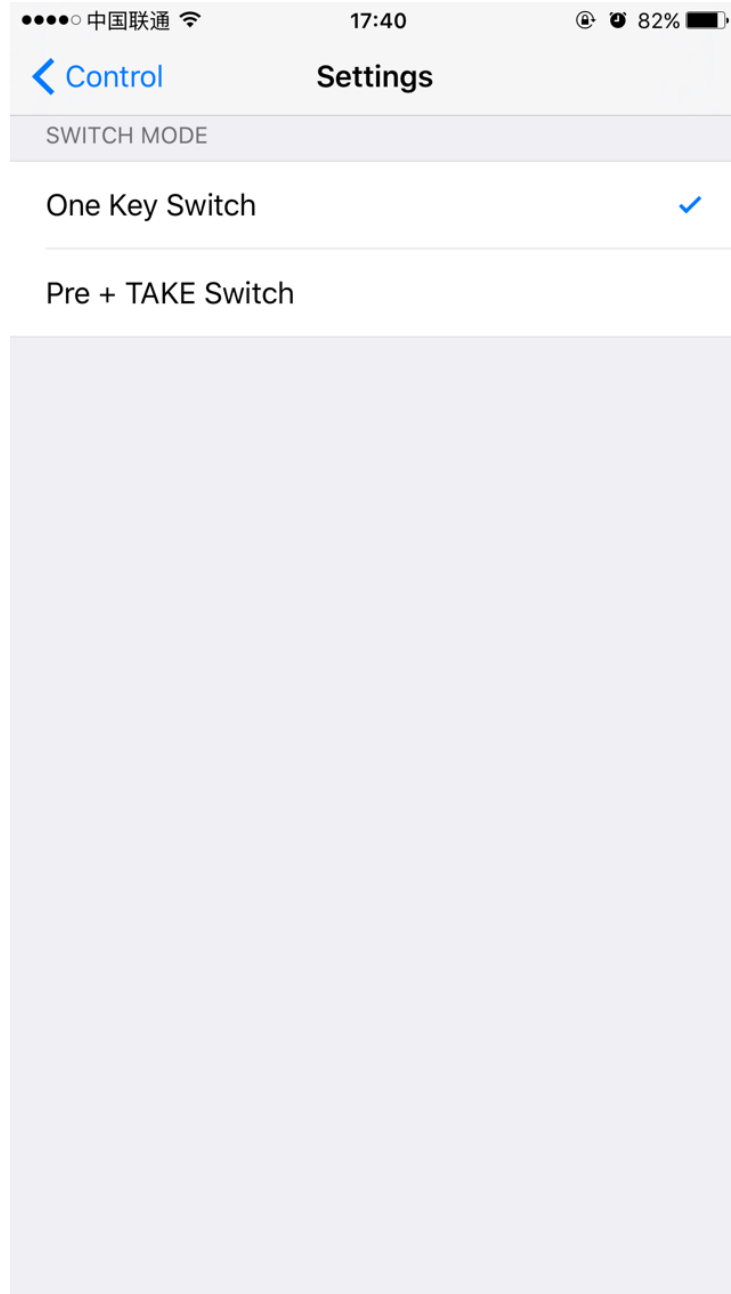 中国联通 17:40 82%
Control Settings
SWITCH MODE
One Key Switch
Pre + TAKE Switch